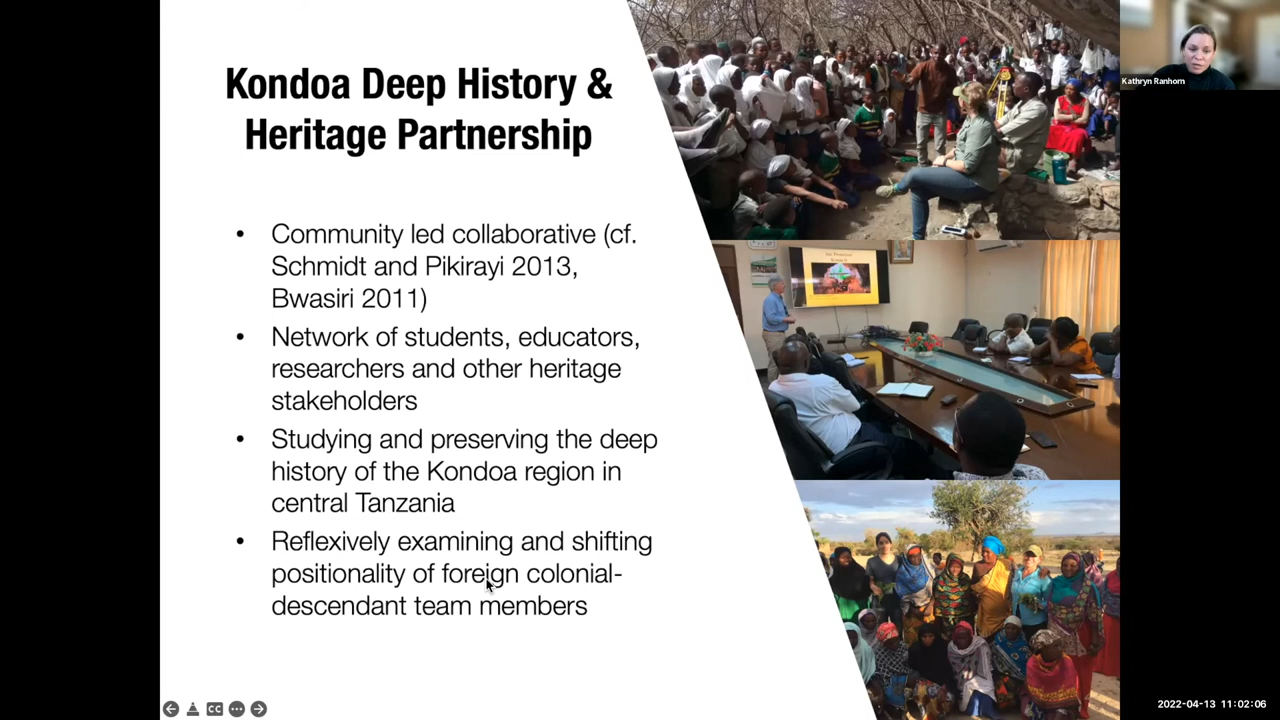 Kondoa Deep History &
Heritage Partnership
• Community led collaborative (cf.
Schmidt and Pikirayi 2013,
Bwasiri 2011)
• Network of students, educators,
researchers and other heritage
stakeholders
• Studying and preserving the deep
history of the Kondoa region in
central Tanzania
• Reflexively examining and shifting
positionality of foreign colonial-
descendant team members
Kathryn Ranhorn
CC
2022-04-13 11:02:06